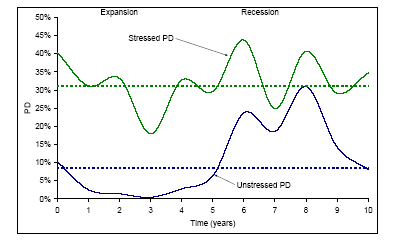 Expansion Recession
50%
45%
40%
35%
30%
25%
20%
15%
10%
5%
0%
PD
Stressed PD
Unstressed PD
0 1 2 3 4 5 6 7 8 9 10
Time (years)